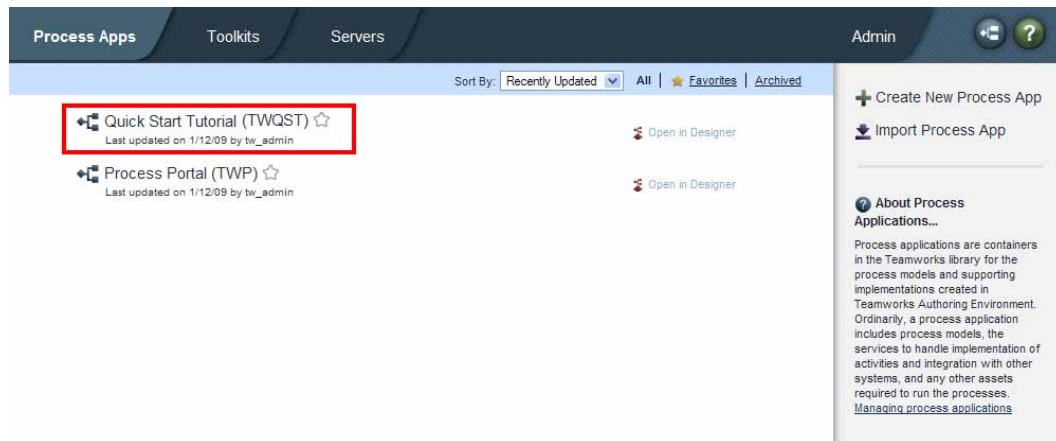 Process Apps Toolkits Servers Admin ?
Sort By: Recently Updated All | Favorites | Archived
Quick Start Tutorial (TWQST)
Last updated on 1/12/09 by tw_admin
Open in Designer
Process Portal (TWP)
Last updated on 1/12/09 by tw_admin
Open in Designer
Create New Process App
Import Process App
? About Process
Applications...
Process applications are containers
in the Teamworks library for the
process models and supporting
implementations created in
Teamworks Authoring Environment.
Ordinarily, a process application
includes process models, the
services to handle implementation of
activities and integration with other
systems, and any other assets
required to run the processes.
Managing process applications